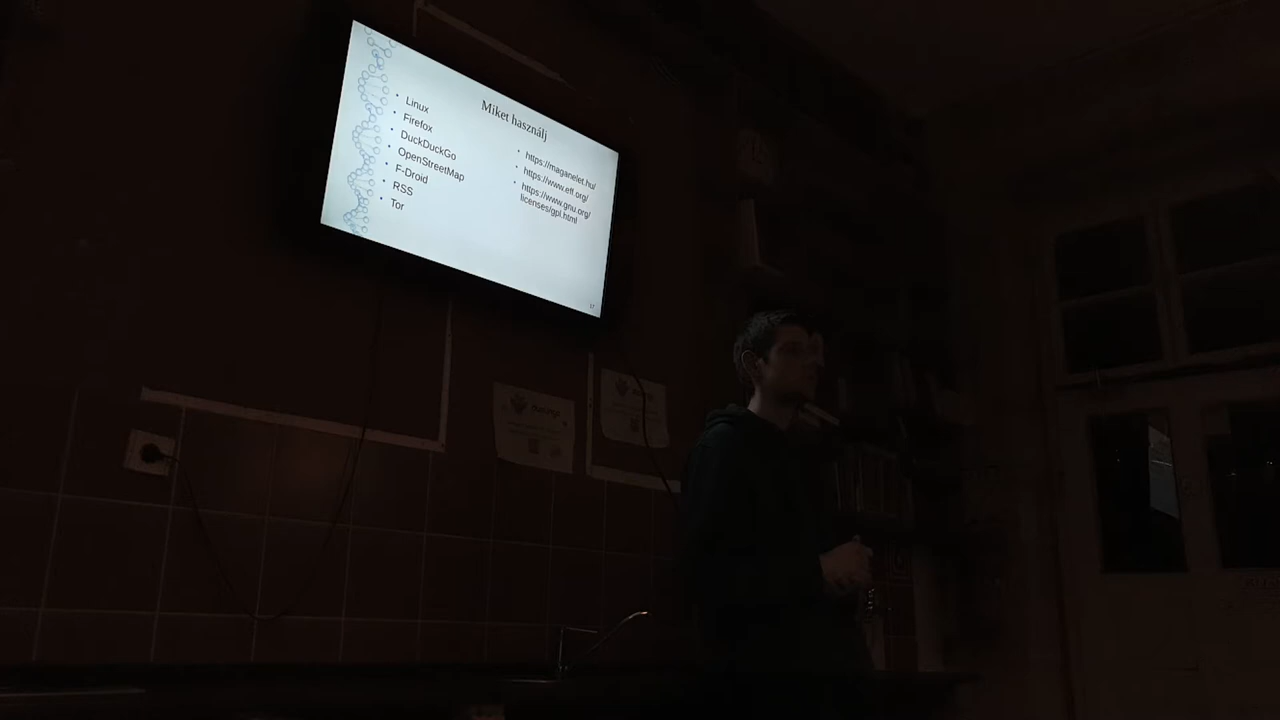 Miket használj
Linux
Firefox
DuckDuckGo
OpenStreetMap
F-Droid
RSS
Tor
https://maganelet.hu/
https://www.eff.org/
https://www.gnu.org/
licenses/gpl.html